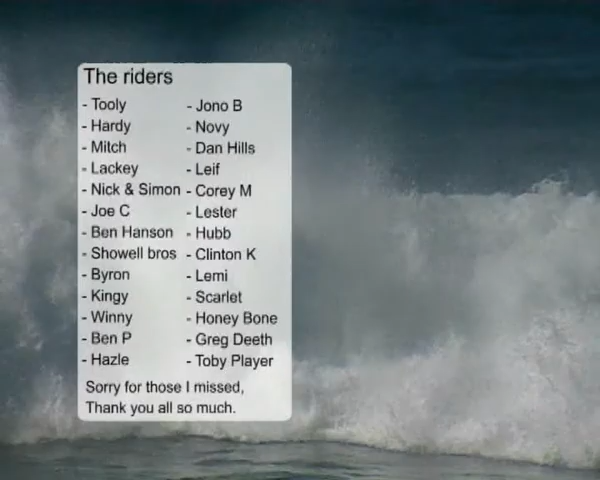 The riders
- Tooly
- Hardy
- Mitch
- Lackey
- Nick & Simon
- Joe C
- Ben Hanson
- Showell bros
- Byron
- Kingy
- Winny
- Ben P
- Hazle
- Jono B
- Novy
- Dan Hills
- Leif
- Corey M
- Lester
- Hubb
- Clinton K
- Lemi
- Scarlet
- Honey Bone
- Greg Deeth
- Toby Player
Sorry for those I missed,
Thank you all so much.